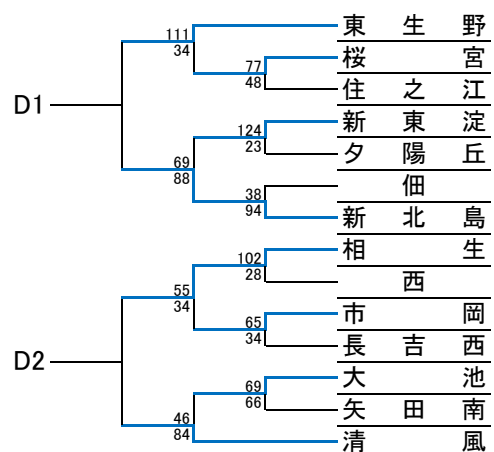 東生野
111
34
桜宮
77
48
住之江
D1
新東淀
124
23
夕陽丘
69
88
佃
38
94
新北島
相生
102
28
西
55
34
市岡
65
34
長吉西
D2
大池
69
66
矢田南
46
84
清風